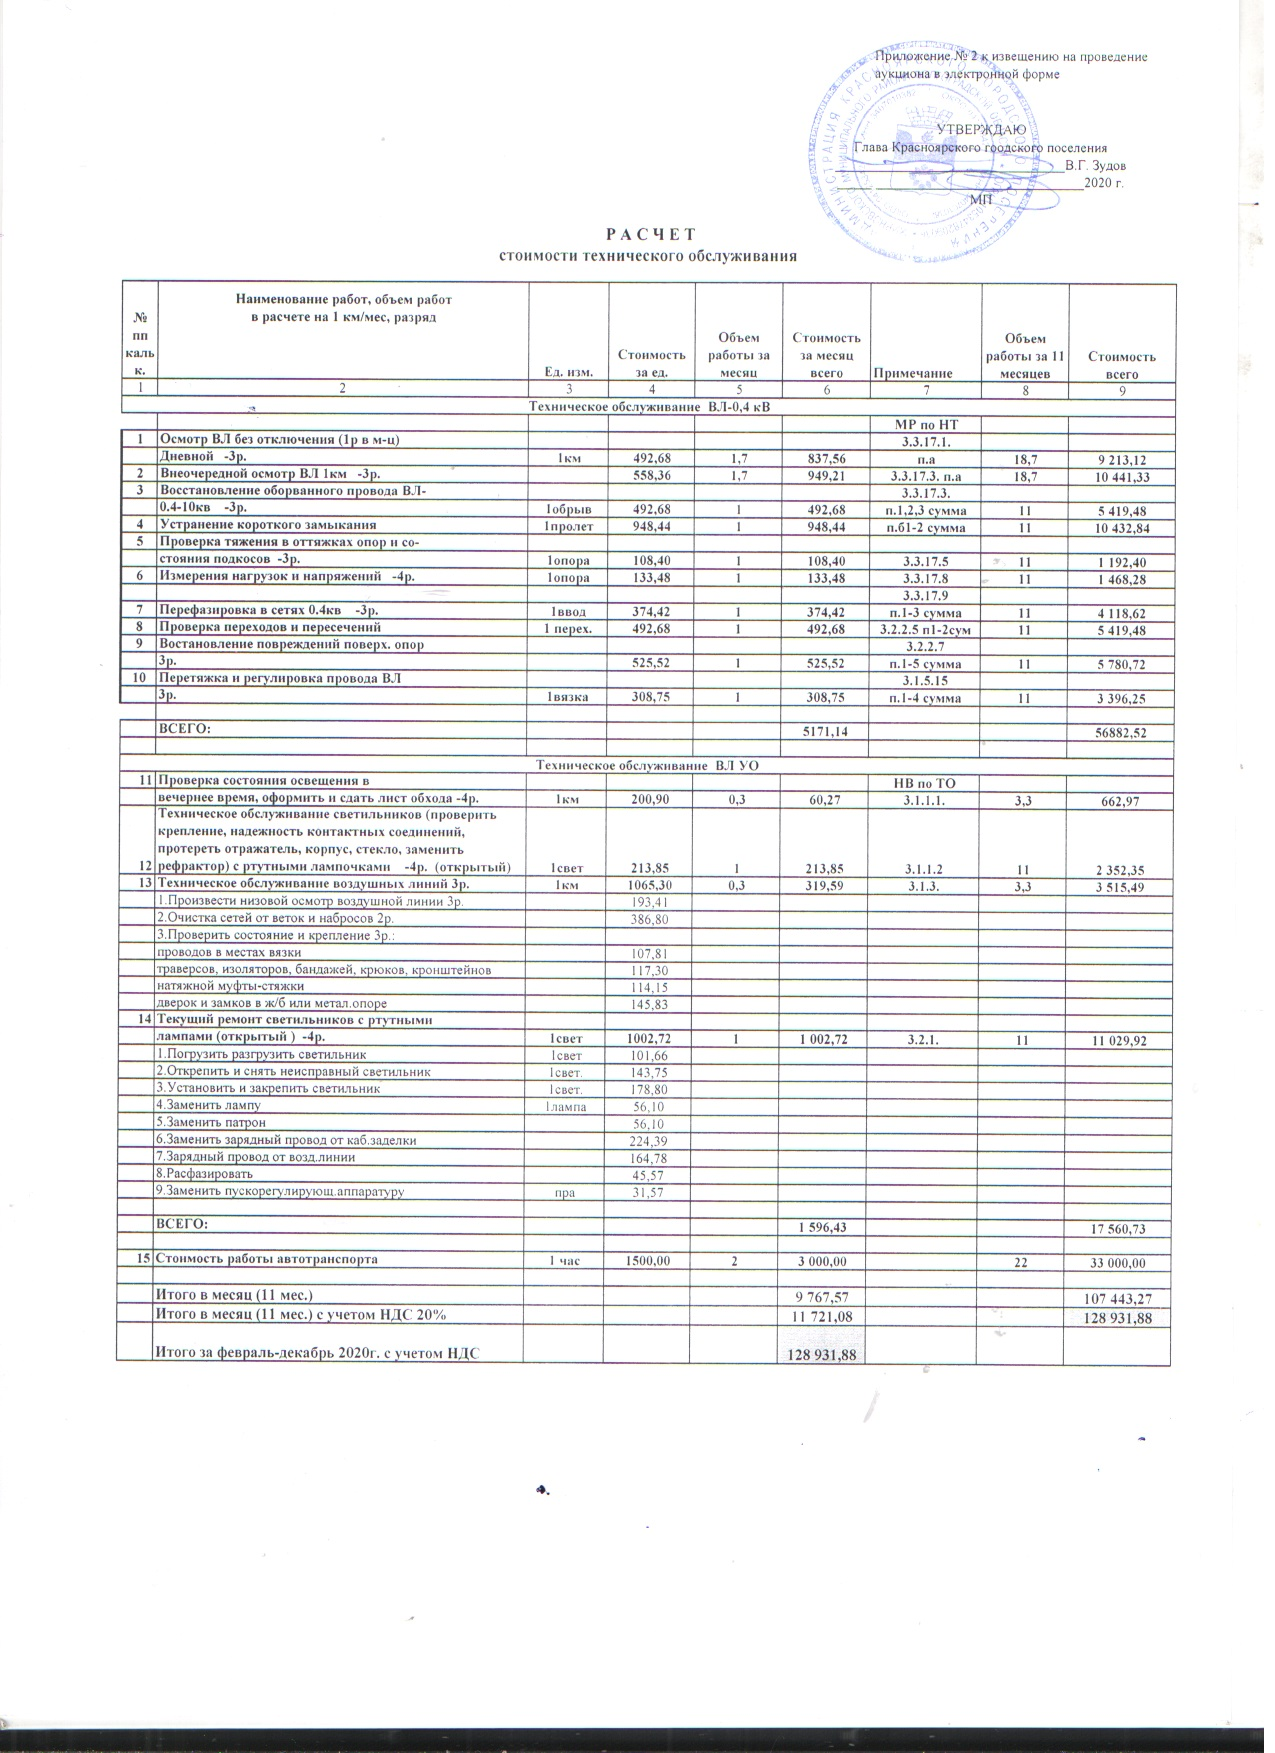 Приложение № 2 к извещению на проведение
аукциона в электронной форме
УТВЕРЖДАЮ
Глава Красноярского гоодского поселения
В.Г. Зудов
2020 г.
МП
Р А С Ч Е Т
стоимости технического обслуживания
№ пп каль к. Наименование работ, объем работ в расчете на 1 км/мес, разряд Ед. изм. Стоимость за ед. Объем работы за месяц Стоимость за месяц всего Примечание Объем работы за 11 месяцев Стоимость всего
1 2 3 4 5 6 7 8 9
Техническое обслуживание ВЛ-0,4 кВ
МР по НТ
1 Осмотр ВЛ без отключения (1р в м-ц) 3.3.17.1.
Дневной -3р. 1км 492,68 1,7 837,56 п.а 18,7 9 213,12
2 Внеочередной осмотр ВЛ 1км -3р. 558,36 1,7 949,21 3.3.17.3. п.а 18,7 10 441,33
3 Восстановление оборванного провода ВЛ- 3.3.17.3.
0.4-10кв -3р. 1обрыв 492,68 1 492,68 п.1,2,3 сумма 11 5 419,48
4 Устранение короткого замыкания 1пролет 948,44 1 948,44 п.б1-2 сумма 11 10 432,84
5 Проверка тяжения в оттяжках опор и со-
стояния подкосов -3р. 1опора 108,40 1 108,40 3.3.17.5 11 1 192,40
6 Измерения нагрузок и напряжений -4р. 1опора 133,48 1 133,48 3.3.17.8 11 1 468,28
3.3.17.9
7 Перефазировка в сетях 0.4кв -3р. 1ввод 374,42 1 374,42 п.1-3 сумма 11 4 118,62
8 Проверка переходов и пересечений 1 перех. 492,68 1 492,68 3.2.2.5 п1-2сум 11 5 419,48
9 Востановление повреждений поверх. опор 3.2.2.7
3р. 525,52 1 525,52 п.1-5 сумма 11 5 780,72
10 Перетяжка и регулировка провода ВЛ 3.1.5.15
3р. 1вязка 308,75 1 308,75 п.1-4 сумма 11 3 396,25
ВСЕГО: 5171,14 56882,52
Техническое обслуживание ВЛ УО
11 Проверка состояния освещения в НВ по ТО
вечернее время, оформить и сдать лист обхода -4р. 1км 200,90 0,3 60,27 3.1.1.1. 3,3 662,97
Техническое обслуживание светильников (проверить
крепление, надежность контактных соединений,
протереть отражатель, корпус, стекло, заменить
12 рефрактор) с ртутными лампочками -4р. (открытый) 1свет 213,85 1 213,85 3.1.1.2 11 2 352,35
13 Техническое обслуживание воздушных линий 3р. 1км 1065,30 0,3 319,59 3.1.3. 3,3 3 515,49
1.Произвести низовой осмотр воздушной линии 3р. 193,41
2.Очистка сетей от веток и набросов 2р. 386,80
3.Проверить состояние и крепление 3р.:
проводов в местах вязки 107,81
траверсов, изоляторов, бандажей, крюков, кронштейнов 117,30
натяжной муфты-стяжки 114,15
дверок и замков в ж/б или метал.опоре 145,83
14 Текущий ремонт светильников с ртутными
лампами (открытый ) -4р. 1свет 1002,72 1 1 002,72 3.2.1. 11 11 029,92
1.Погрузить разгрузить светильник 1свет 101,66
2.Открепить и снять неисправный светильник 1свет. 143,75
3.Установить и закрепить светильник 1свет. 178,80
4.Заменить лампу 1лампа 56,10
5.Заменить патрон 56,10
6.Заменить зарядный провод от каб.заделки 224,39
7.Зарядный провод от возд.линии 164,78
8.Расфазировать 45,57
9.Заменить пускорегулирующ.аппаратуру пра 31,57
ВСЕГО: 1 596,43 17 560,73
15 Стоимость работы автотранспорта 1 час 1500,00 2 3 000,00 22 33 000,00
Итого в месяц (11 мес.) 9 767,57 107 443,27
Итого в месяц (11 мес.) с учетом НДС 20% 11 721,08 128 931,88
Итого за февраль-декабрь 2020г. с учетом НДС 128 931,88